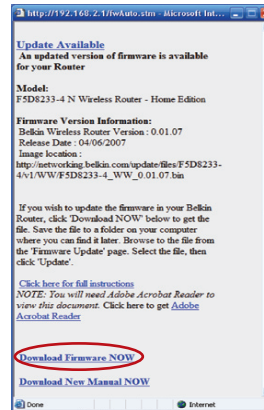 http://192.168.2.1/fwAuto.stm - Microsoft Int...
Update Available
An updated version of firmware is available
for your Router
Model:
F5D8233-4 N Wireless Router - Home Edition
Firmware Version Information:
Belkin Wireless Router Version : 0.01.07
Release Date : 04/06/2007
Image location :
http://networking.belkin.com/update/files/F5D8233-
4/v1/WW/F5D8233-4_WW_0.01.07.bin
If you wish to update the firmware in your Belkin
Router, click 'Download NOW' below to get the
file. Save the file to a folder on your computer
where you can find it later. Browse to the file from
the 'Firmware Update' page. Select the file, then
click 'Update'.
Click here for full instructions
NOTE: You will need Adobe Acrobat Reader to
view this document. Click here to get Adobe
Acrobat Reader
Download Firmware NOW
Download New Manual NOW
Done Internet